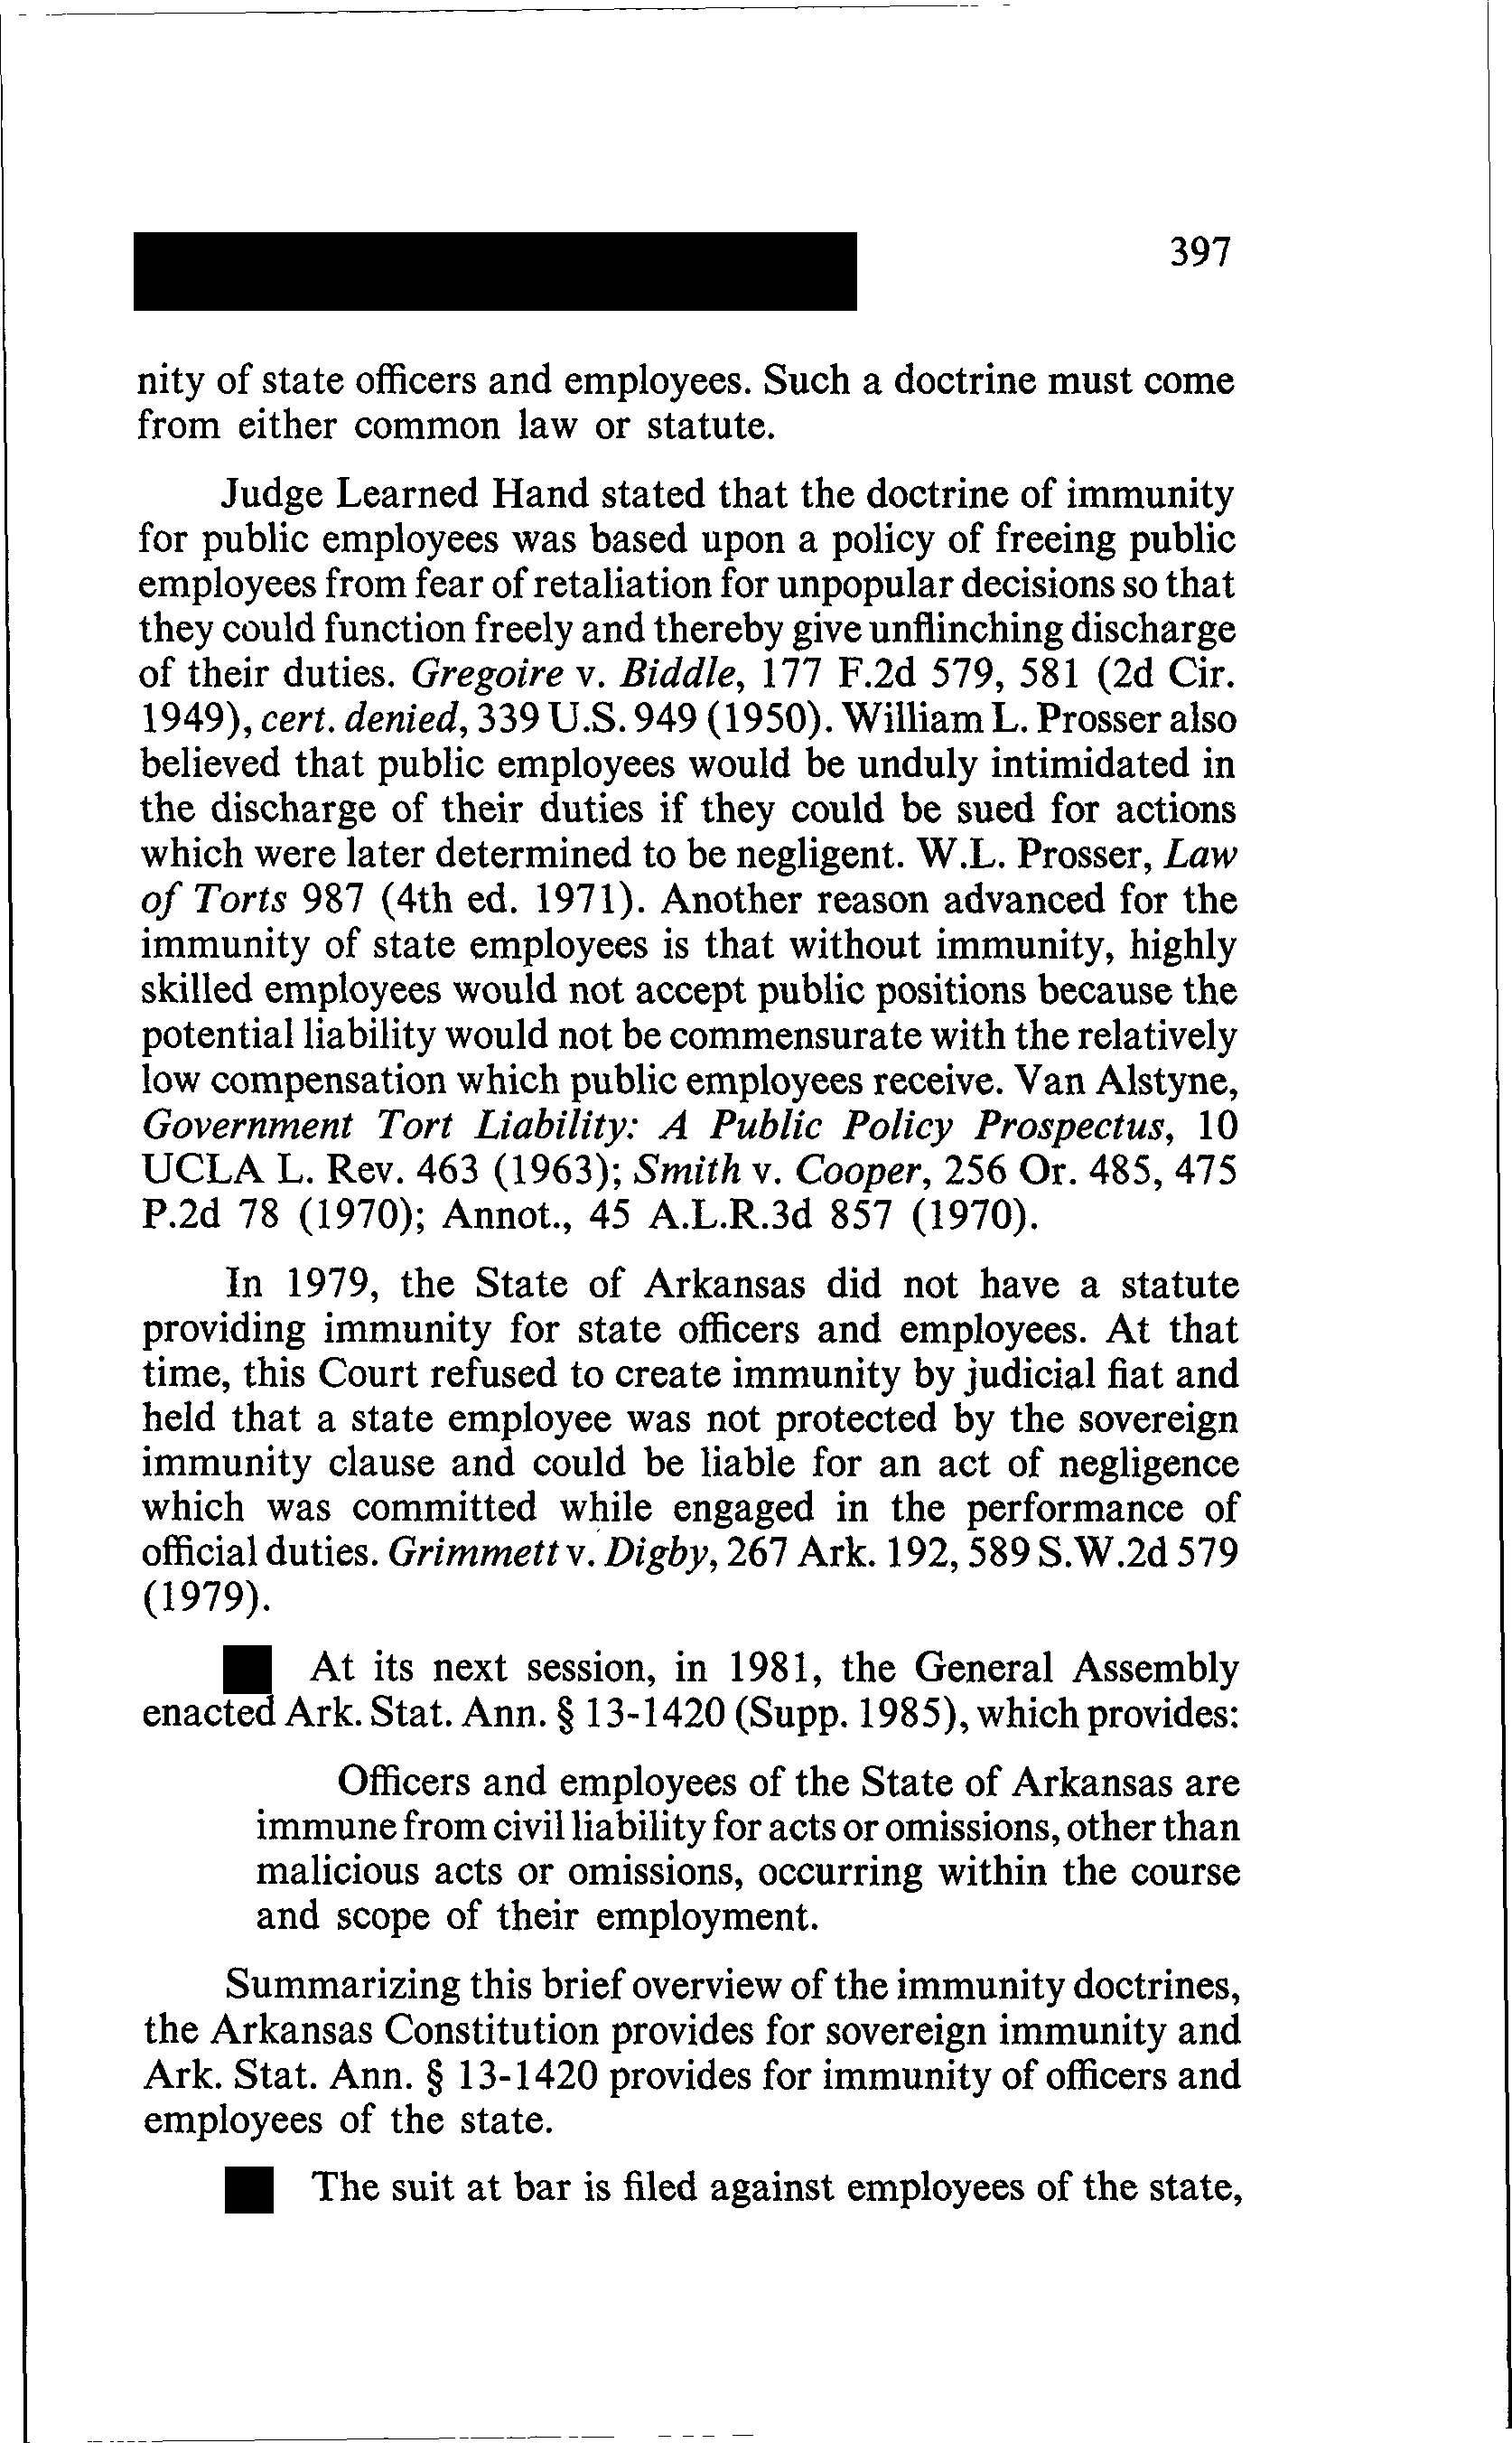 397
nity of state officers and employees. Such a doctrine must come
from either common law or statute.
Judge Learned Hand stated that the doctrine of immunity
for public employees was based upon a policy of freeing public
employees from fear of retaliation for unpopular decisions so that
they could function freely and thereby give unflinching discharge
of their duties. Gregoire v. Biddle, 177 F.2d 579, 581 (2d Cir.
1949), cert. denied, 339 U.S. 949 (1950). William L. Prosser also
believed that public employees would be unduly intimidated in
the discharge of their duties if they could be sued for actions
which were later determined to be negligent. W.L. Prosser, Law
of Torts 987 (4th ed. 1971). Another reason advanced for the
immunity of state employees is that without immunity, highly
skilled employees would not accept public positions because the
potential liability would not be commensurate with the relatively
low compensation which public employees receive. Van Alstyne,
Government Tort Liability: A Public Policy Prospectus, 10
UCLA L. Rev. 463 (1963); Smith v. Cooper, 256 Or. 485, 475
P.2d 78 (1970); Annot., 45 A.L.R.3d 857 (1970).
In 1979, the State of Arkansas did not have a statute
providing immunity for state officers and employees. At that
time, this Court refused to create immunity by judicial fiat and
held that a state employee was not protected by the sovereign
immunity clause and could be liable for an act of negligence
which was committed while engaged in the performance of
official duties. Grimmett v. Digby, 267 Ark. 192, 589 S.W.2d 579
(1979).
At its next session, in 1981, the General Assembly
enacted Ark. Stat. Ann. § 13-1420 (Supp. 1985), which provides:
Officers and employees of the State of Arkansas are
immune from civil liability for acts or omissions, other than
malicious acts or omissions, occurring within the course
and scope of their employment.
Summarizing this brief overview of the immunity doctrines,
the Arkansas Constitution provides for sovereign immunity and
Ark. Stat. Ann. § 13-1420 provides for immunity of officers and
employees of the state.
The suit at bar is filed against employees of the state,